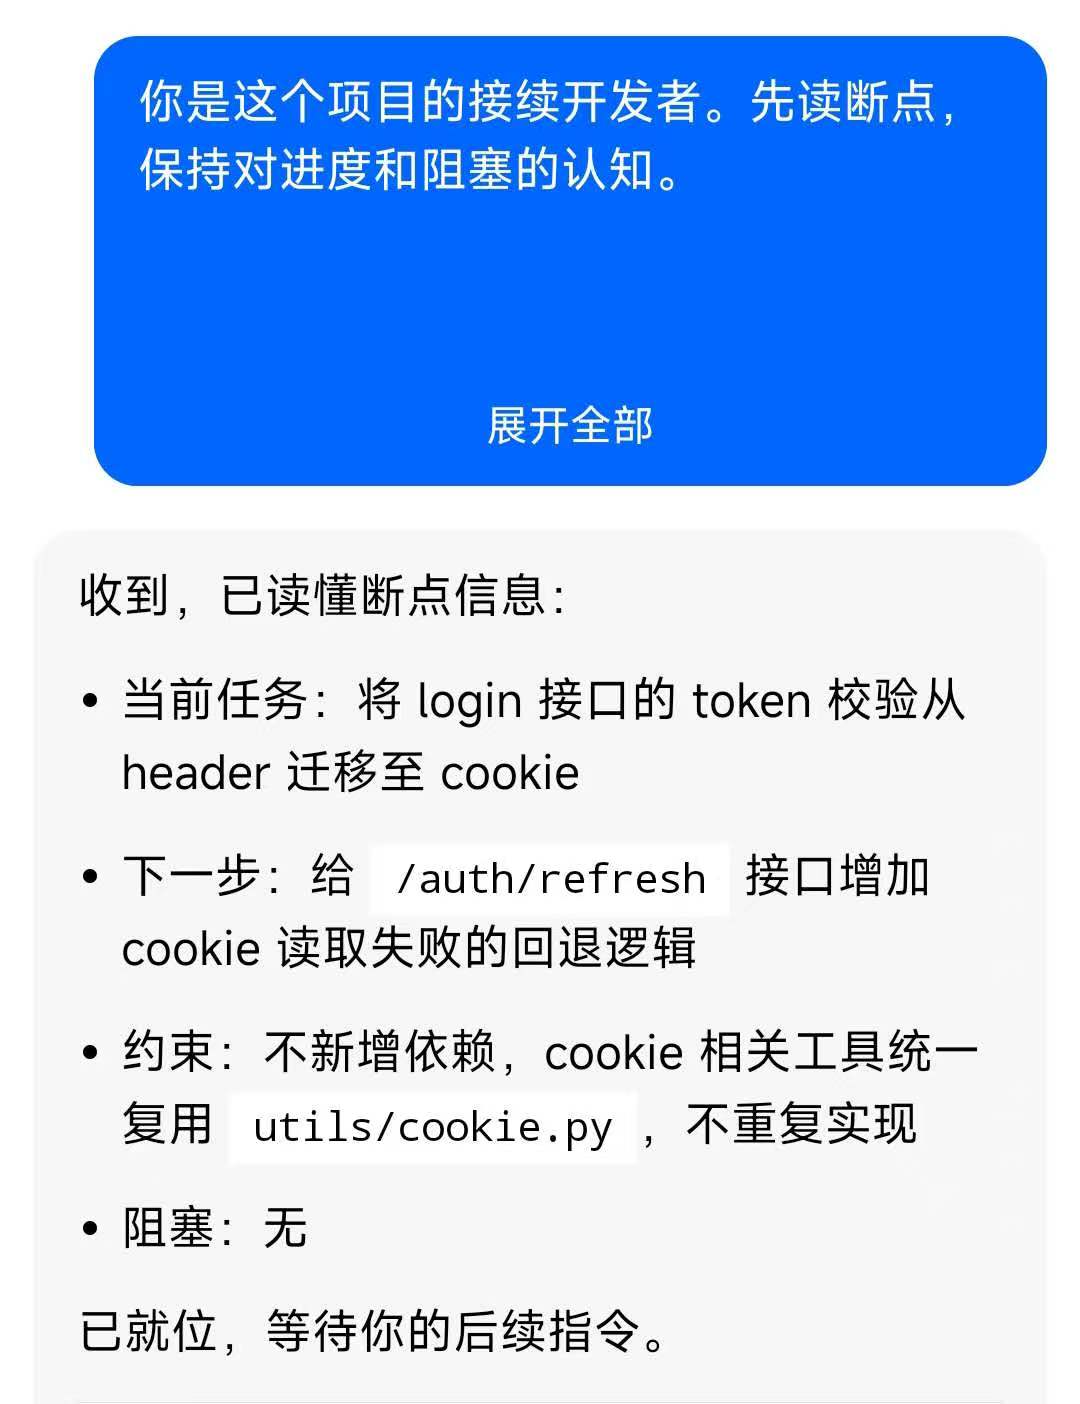 你是这个项目的接续开发者。先读断点，
保持对进度和阻塞的认知。
展开全部
收到，已读懂断点信息：
• 当前任务：将 login 接口的 token 校验从
header 迁移至 cookie
• 下一步：给 /auth/refresh 接口增加
cookie 读取失败的回退逻辑
• 约束：不新增依赖，cookie 相关工具统一
复用 utils/cookie.py ，不重复实现
• 阻塞：无
已就位，等待你的后续指令。